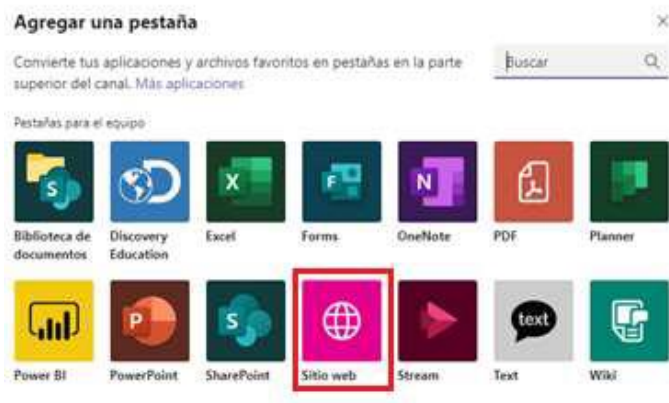 Agregar una pestaña
Convierte tus aplicaciones y archivos favoritos en pestañas en la parte
superior del canal. Más aplicaciones
Buscar
Pestañas para el equipo
S
D
X
F
N
Biblioteca de
documentos
Discovery
Education
Excel
Forms
OneNote
PDF
Planner
P
S
text
Power BI
PowerPoint
SharePoint
Sitio web
Stream
Text
Wiki